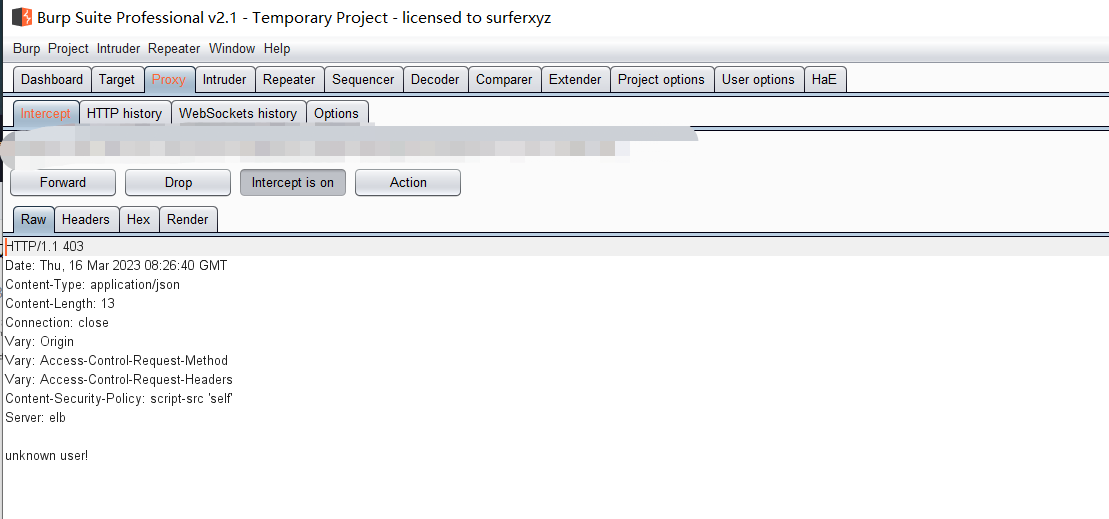 Burp Suite Professional v2.1 - Temporary Project - licensed to surferxyz
Burp Project Intruder Repeater Window Help
Dashboard Target Proxy Intruder Repeater Sequencer Decoder Comparer Extender Project options User options HaE
Intercept HTTP history WebSockets history Options
Forward Drop Intercept is on Action
Raw Headers Hex Render
HTTP/1.1 403
Date: Thu, 16 Mar 2023 08:26:40 GMT
Content-Type: application/json
Content-Length: 13
Connection: close
Vary: Origin
Vary: Access-Control-Request-Method
Vary: Access-Control-Request-Headers
Content-Security-Policy: script-src 'self'
Server: elb
unknown user!